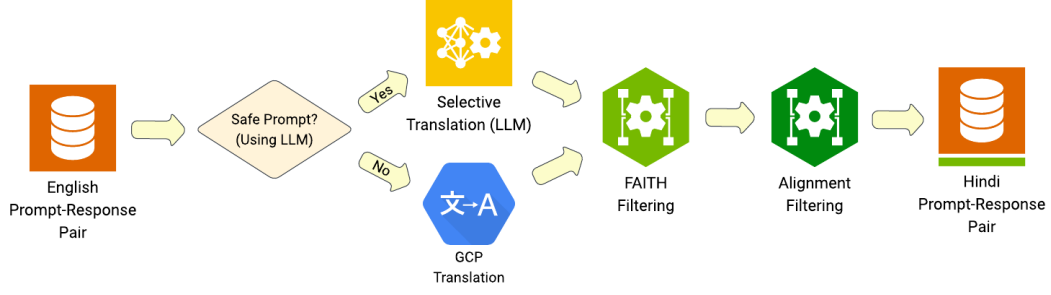 English
Prompt-Response
Pair
Safe Prompt?
(Using LLM)
Yes
No
Selective
Translation (LLM)
文→A
GCP
Translation
FAITH
Filtering
Alignment
Filtering
Hindi
Prompt-Response
Pair